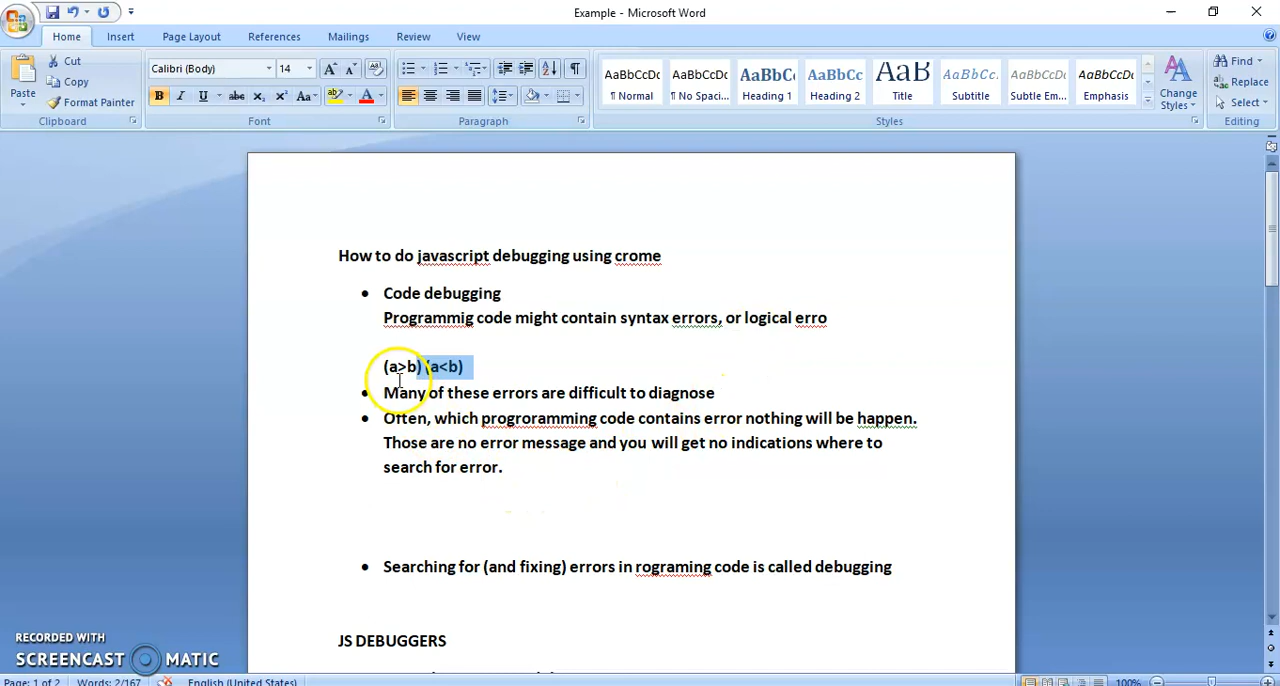 Example - Microsoft Word
Home Insert Page Layout References Mailings Review View
Paste
Cut
Copy
Format Painter
Clipboard
Calibri (Body) 14
Font
Paragraph
AaBbCcDc AaBbCcDc AaBbC AaBbCc AaB AaBbCc. AaBbCcDc AaBbCcDc
¶ Normal ¶ No Spaci... Heading 1 Heading 2 Title Subtitle Subtle Em... Emphasis
Change Styles
Styles
Find
Replace
Select
Editing
How to do javascript debugging using crome
• Code debugging
Programmig code might contain syntax errors, or logical erro
(a>b) (a<b)
• Many of these errors are difficult to diagnose
• Often, which progroramming code contains error nothing will be happen.
Those are no error message and you will get no indications where to
search for error.
• Searching for (and fixing) errors in rograming code is called debugging
JS DEBUGGERS
RECORDED WITH
SCREENCAST MATIC
Page: 1 of 2 Words: 2/167 English (United States) 100%